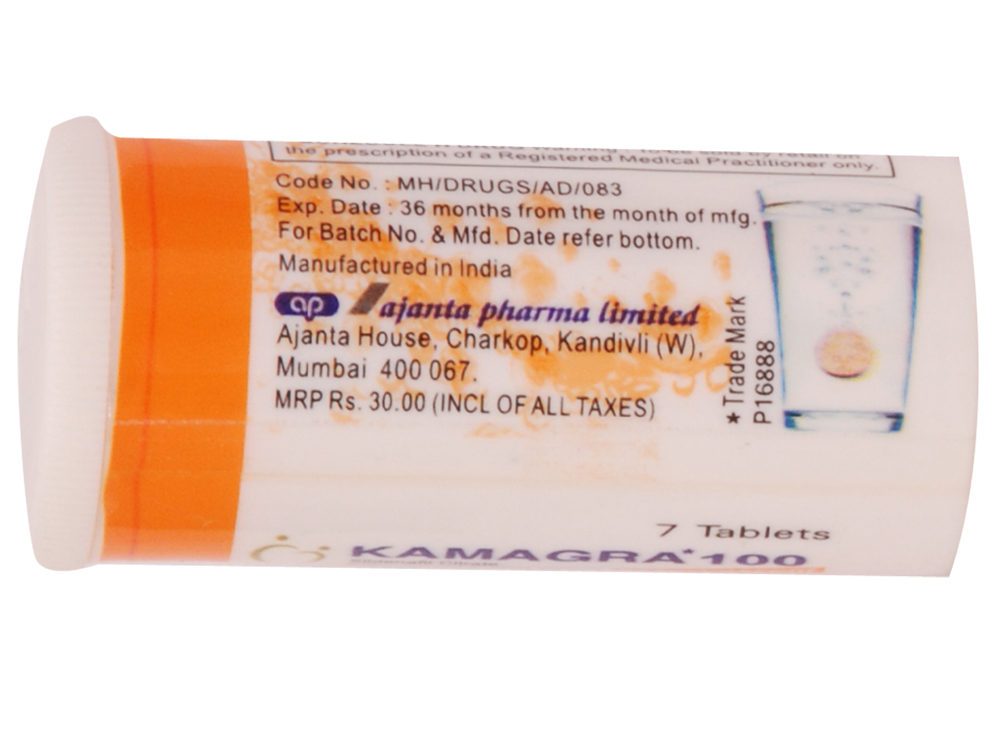 the prescription of a Registered Medical Practitioner only.
Code No. : MH/DRUGS/AD/083
Exp. Date : 36 months from the month of mfg.
For Batch No. & Mfd. Date refer bottom.
Manufactured in India
ap ajanta pharma limited
Ajanta House, Charkop, Kandivli (W),
Mumbai 400 067.
MRP Rs. 30.00 (INCL OF ALL TAXES)
★Trade Mark
P16888
7 Tablets
KAMAGRA*100